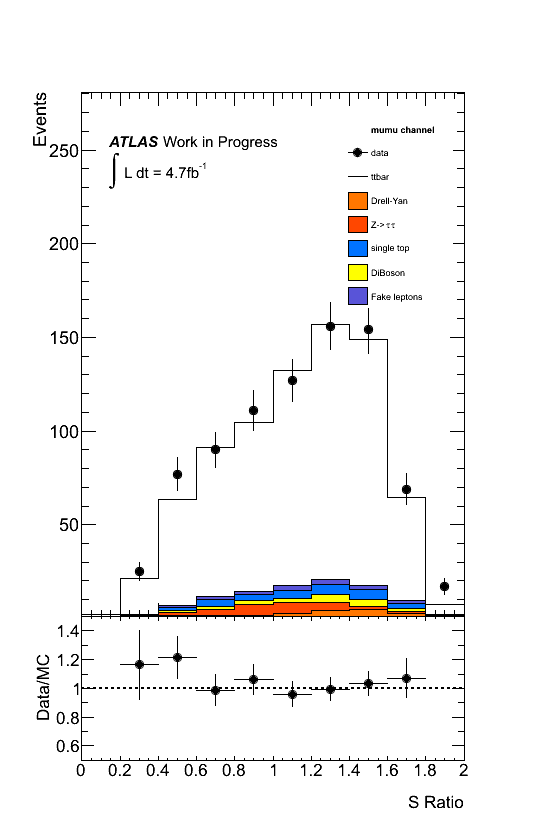 Events
250
200
150
100
50
ATLAS Work in Progress
∫ L dt = 4.7fb⁻¹
mumu channel
data
ttbar
Drell-Yan
Z->ττ
single top
DiBoson
Fake leptons
Data/MC
1.4
1.2
1
0.8
0.6
0 0.2 0.4 0.6 0.8 1 1.2 1.4 1.6 1.8 2
S Ratio